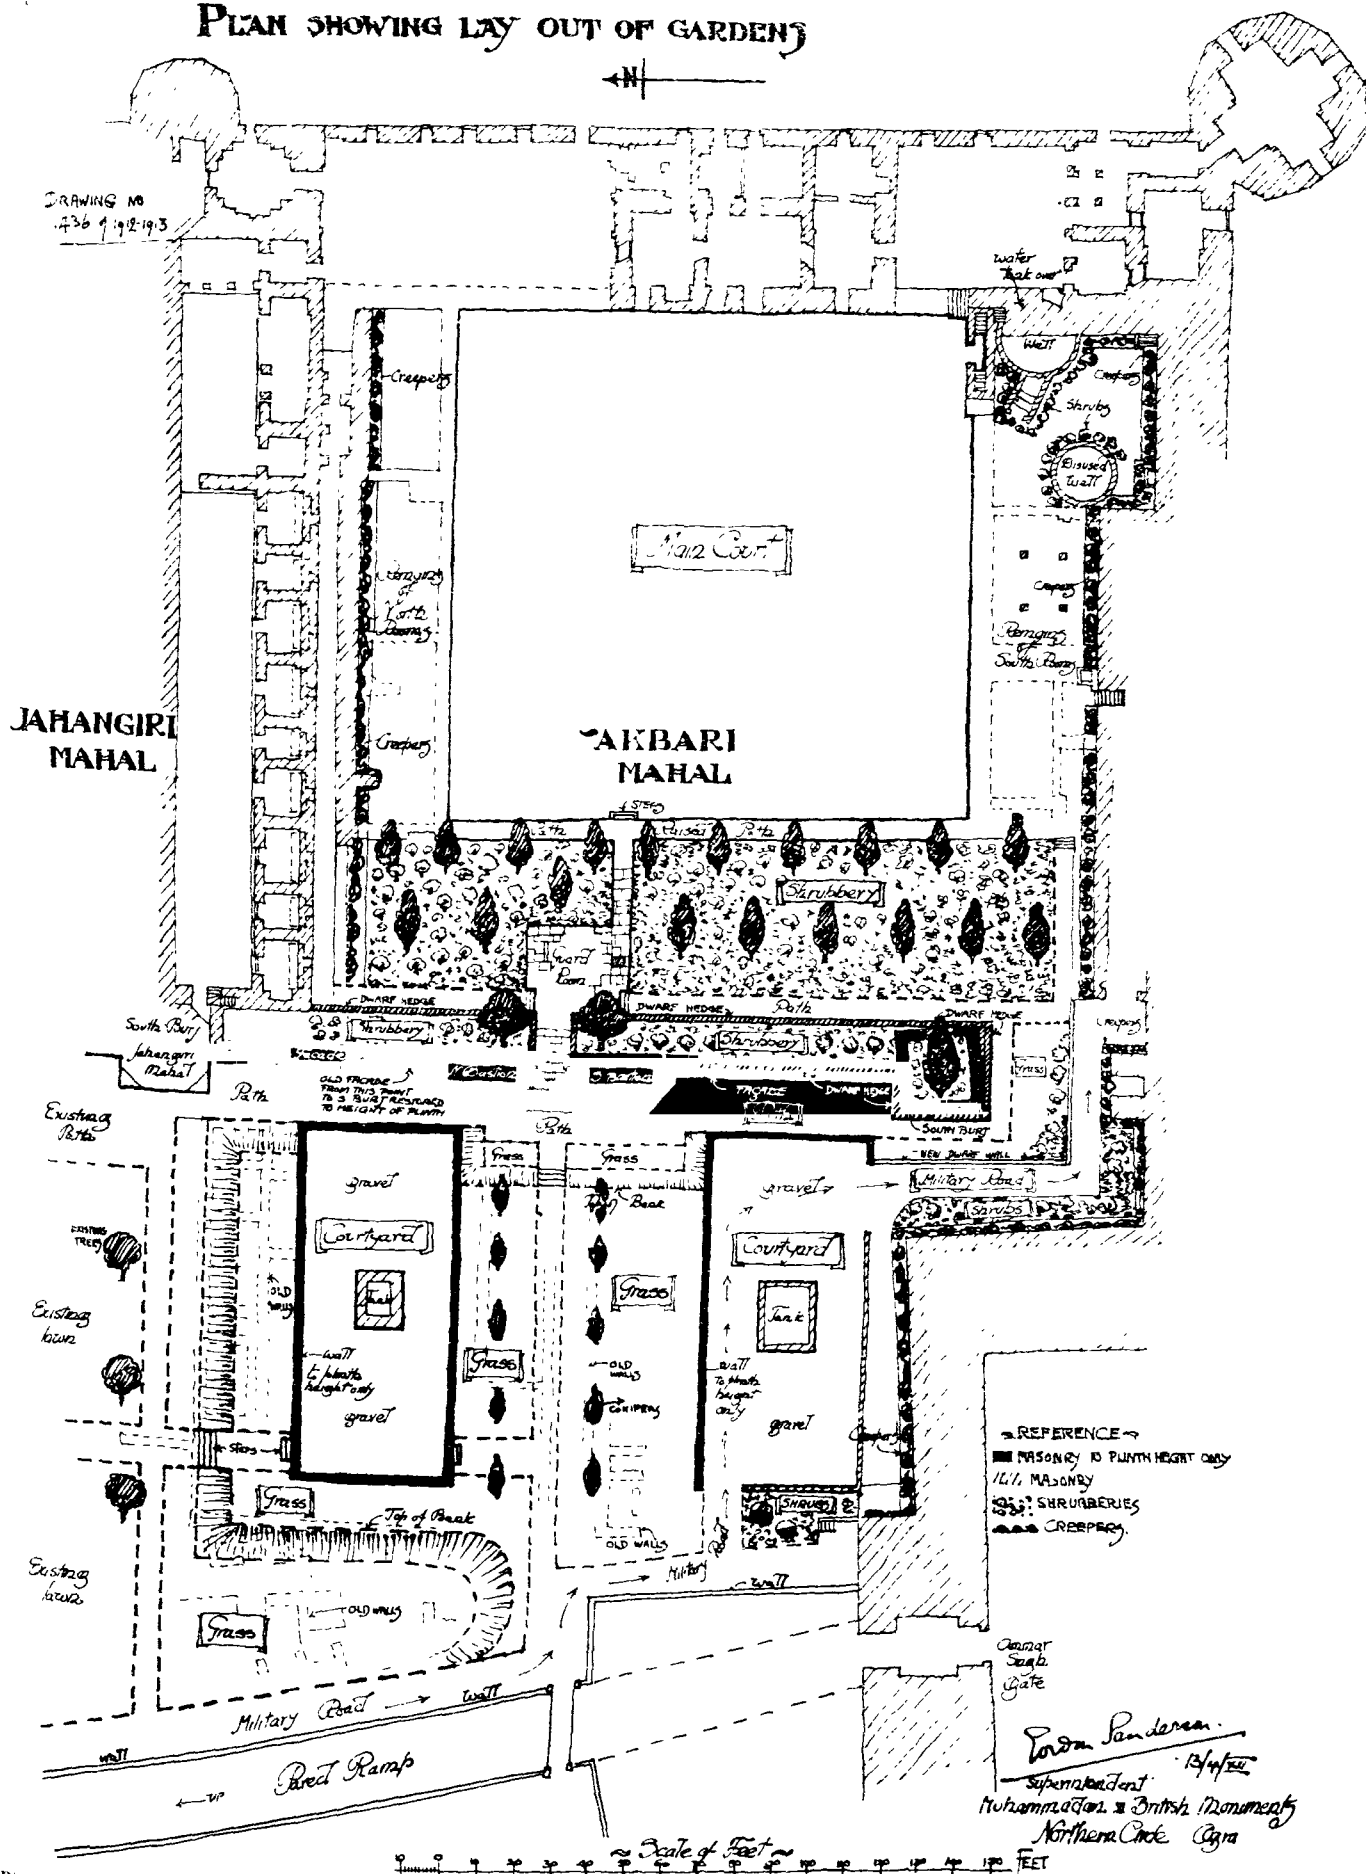 PLAN SHOWING LAY OUT OF GARDENS
N
DRAWING NO
436 of 1912-1913
water
tank over
Well
Creepers
Creepers
Shrubs
Disused
Well
Main Court
Remains
of
North
Rooms
Creepers
Remains
of
South Rooms
Creepers
JAHANGIRI
MAHAL
AKBARI
MAHAL
STEPS
Path
Raised Path
Shrubbery
Guard
Room
DWARF HEDGE
DWARF HEDGE
Path
DWARF HEDGE
South Burj
Jahangiri
Mahal
Shrubbery
Shrubbery
Creepers
Grass
FACADE
OLD FACADE
FROM THIS POINT
TO S BURJ RESTORED
TO HEIGHT OF PLINTH
N Bastion
S Bastion
FACADE
DWARF HEDGE
Path
Path
SOUTH BURJ
NEW DWARF WALL
Existing
Path
Grass
Grass
gravel
Top of Bank
gravel
Military Road
Shrubs
EXISTING
TREES
Courtyard
Courtyard
OLD
WALLS
Tank
Grass
Tank
Existing
lawn
wall
to plinth
height only
Grass
OLD
WALLS
CONIFERS
wall
to plinth
height
only
gravel
gravel
Creepers
Steps
REFERENCE
MASONRY TO PLINTH HEIGHT ONLY
MASONRY
SHRUBBERIES
CREEPERS.
Grass
Top of Bank
SHRUBS
OLD WALLS
Military
Road
wall
Existing
lawn
OLD WALLS
Grass
Ommar
Singh
Gate
Military Road
wall
wall
Paved Ramp
UP
Gordon Sanderson.
Superintendent
Muhammadan & British Monuments
Northern Circle Agra
Scale of Feet
FEET